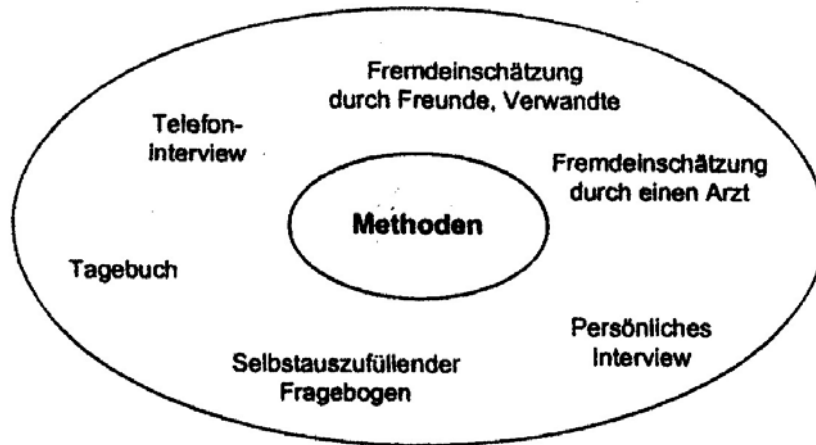 Fremdeinschätzung
durch Freunde, Verwandte
Telefon-
interview
Fremdeinschätzung
durch einen Arzt
Methoden
Tagebuch
Persönliches
Interview
Selbstauszufüllender
Fragebogen